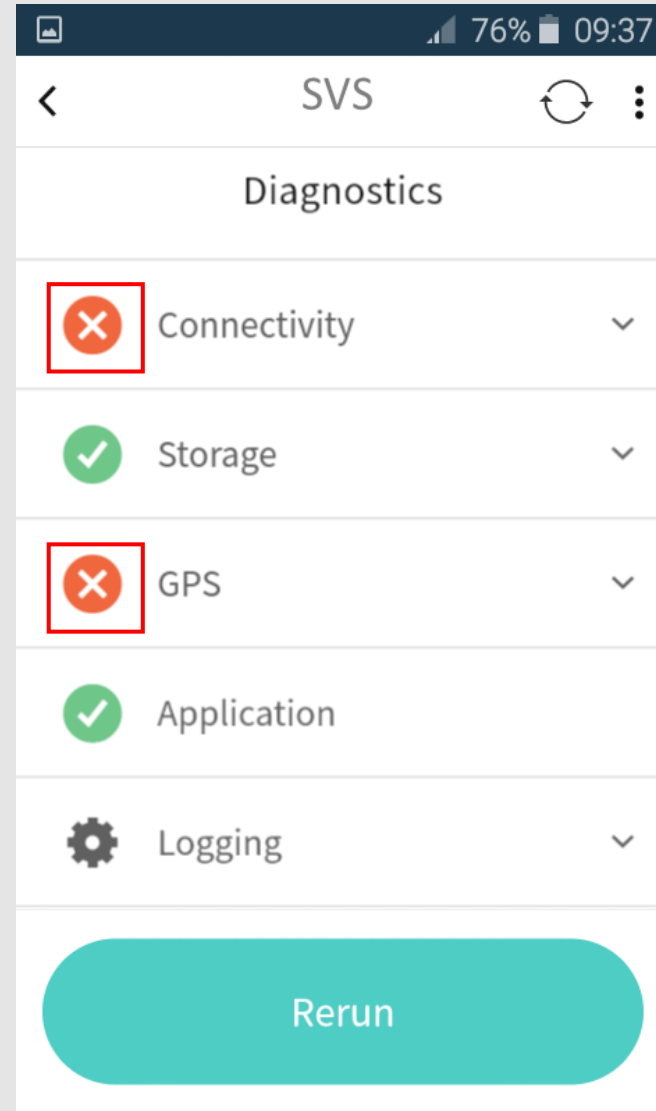 76% 09:37
SVS
Diagnostics
Connectivity
Storage
GPS
Application
Logging
Rerun